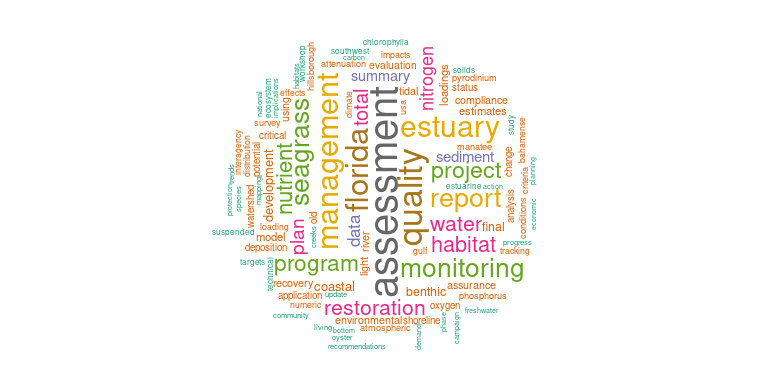 chlorophylla
southwest
carbon
impacts
workshop
habitats
hillsborough
attenuation
evaluation
nitrogen
loadings
solids
pyrodinium
status
summary
national
ecosystem
implications
effects
using
management
climate
total
usa
tidal
compliance
estimates
survey
seagrass
assessment
estuary
study
bahamense
interagency
distribution
critical
potential
nutrient
florida
quality
manatee
sediment
change
criteria
planning
trends
protection
species
mapping
watershed
development
project
estuarine
action
report
analysis
conditions
economic
suspended
loading
model
deposition
plan
creeks
old
data
river
water
final
habitat
progress
gulf
tracking
targets
technical
program
light
monitoring
recovery
coastal
application
update
numeric
benthic
assurance
phosphorus
restoration
oxygen
freshwater
community
environmental
shoreline
living
bottom
atmospheric
oyster
demand
phase
campaign
recommendations